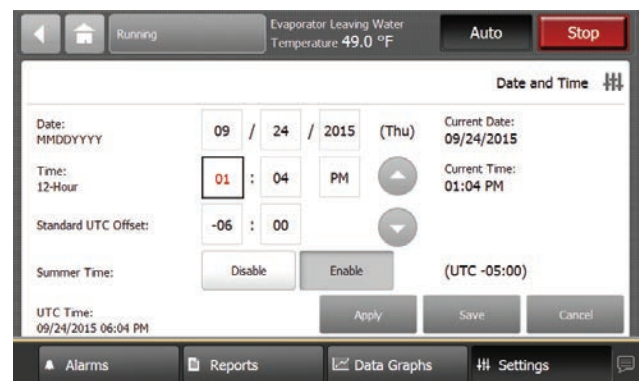 Running
Evaporator Leaving Water
Temperature 49.0 °F
Auto
Stop
Date and Time
Date:
MMDDYYYY
09 / 24 / 2015 (Thu)
Current Date:
09/24/2015
Time:
12-Hour
01 : 04 PM
Current Time:
01:04 PM
Standard UTC Offset:
-06 : 00
Summer Time:
Disable
Enable
(UTC -05:00)
UTC Time:
09/24/2015 06:04 PM
Apply
Save
Cancel
Alarms
Reports
Data Graphs
Settings